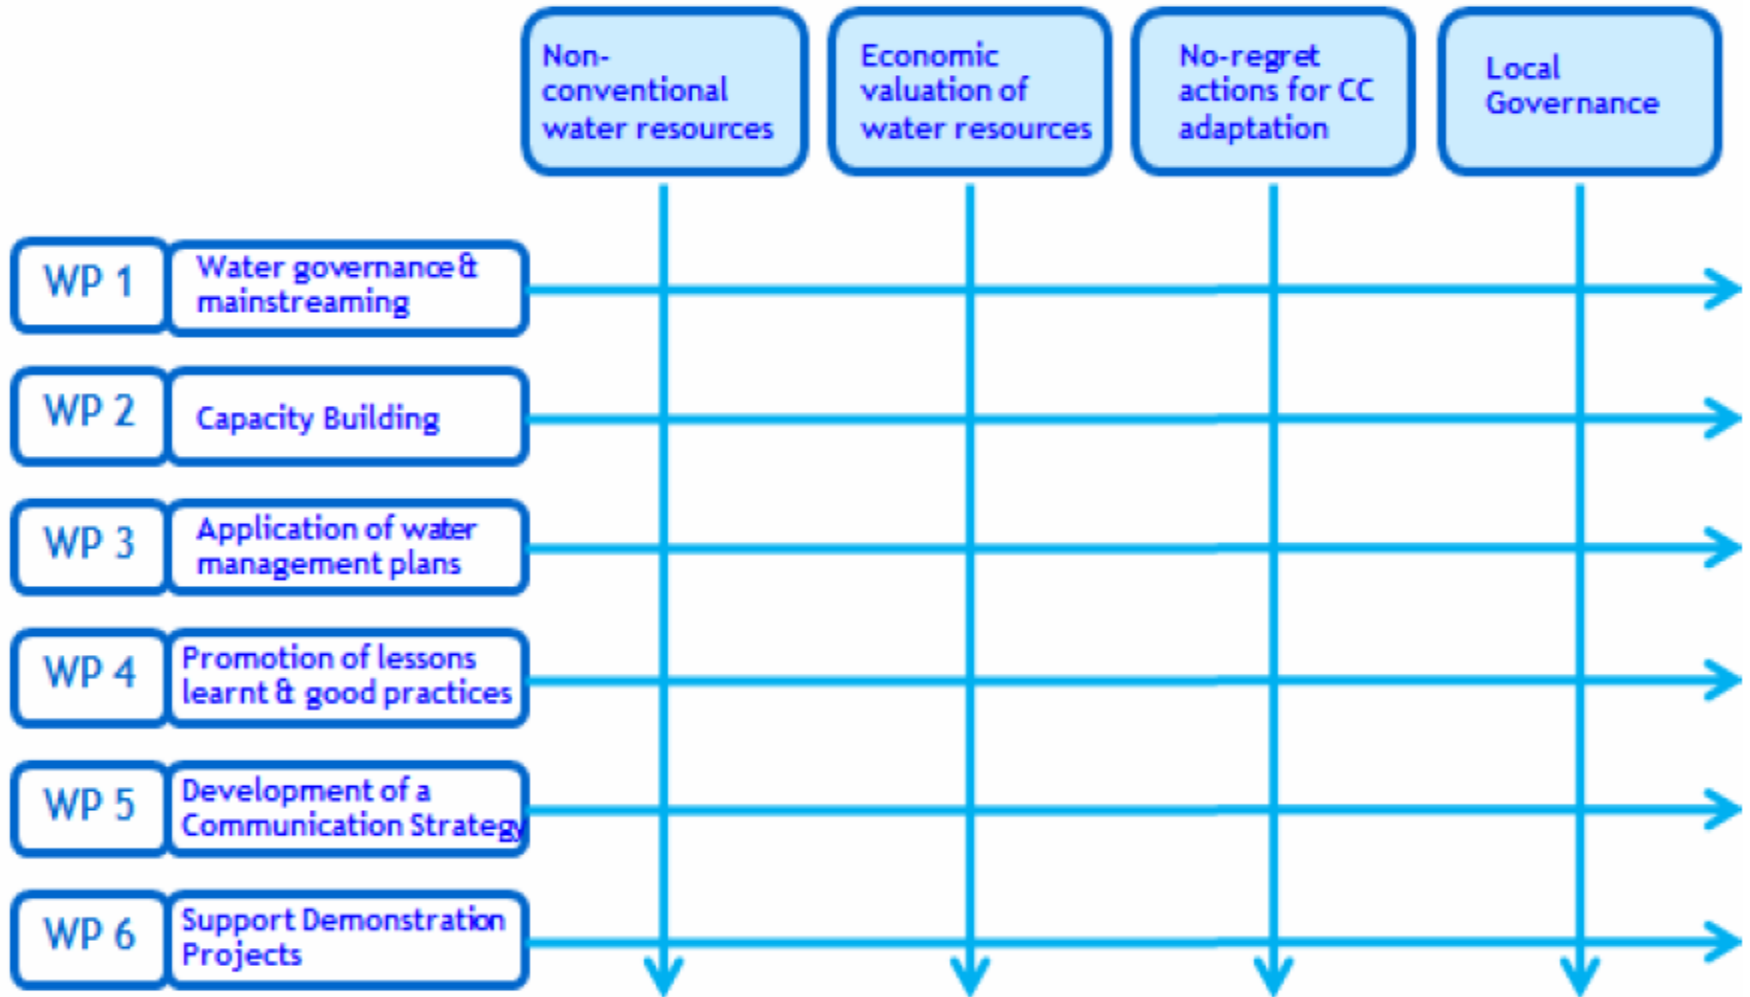 Non-
conventional
water resources
Economic
valuation of
water resources
No-regret
actions for CC
adaptation
Local
Governance
WP 1
Water governance &
mainstreaming
WP 2
Capacity Building
WP 3
Application of water
management plans
WP 4
Promotion of lessons
learnt & good practices
WP 5
Development of a
Communication Strategy
WP 6
Support Demonstration
Projects